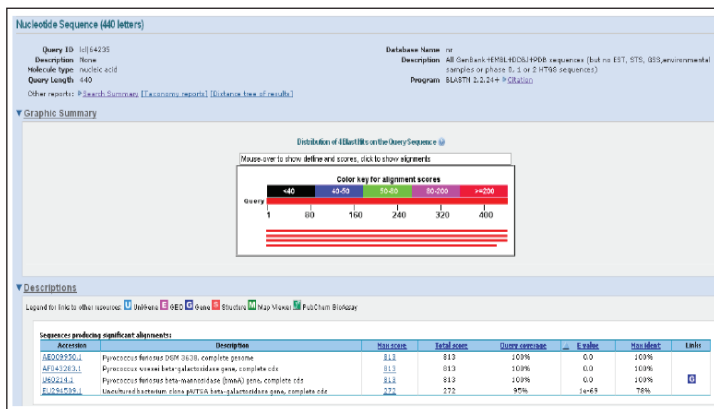 Nucleotide Sequence (440 letters)
Query ID lcl|64235
Description None
Molecule type nucleic acid
Query Length 440
Database Name nr
Description All GenBank+EMBL+DDBJ+PDB sequences (but no EST, STS, GSS,environmental
samples or phase 0, 1 or 2 HTGS sequences)
Program BLASTN 2.2.24+ Citation
Other reports: Search Summary [Taxonomy reports] [Distance tree of results]
Graphic Summary
Distribution of 4 Blast Hits on the Query Sequence
Mouse-over to show define and scores, click to show alignments
Color key for alignment scores
<40 40-50 50-80 80-200 >=200
Query
1 80 160 240 320 400
Descriptions
Legend for links to other resources: U UniGene E GEO G Gene S Structure M Map Viewer PubChem BioAssay
Sequences producing significant alignments:
Accession Description Max score Total score Query coverage E value Max ident Links
AE009950.1 Pyrococcus furiosus DSM 3638, complete genome 813 813 100% 0.0 100%
AF043283.1 Pyrococcus woesei beta-galactosidase gene, complete cds 813 813 100% 0.0 100%
U60214.1 Pyrococcus furiosus beta-mannosidase (bmnA) gene, complete cds 813 813 100% 0.0 100% G
EU291589.1 Uncultured bacterium clone beta-galactosidase gene, complete cds 272 272 95% 1e-69 78%